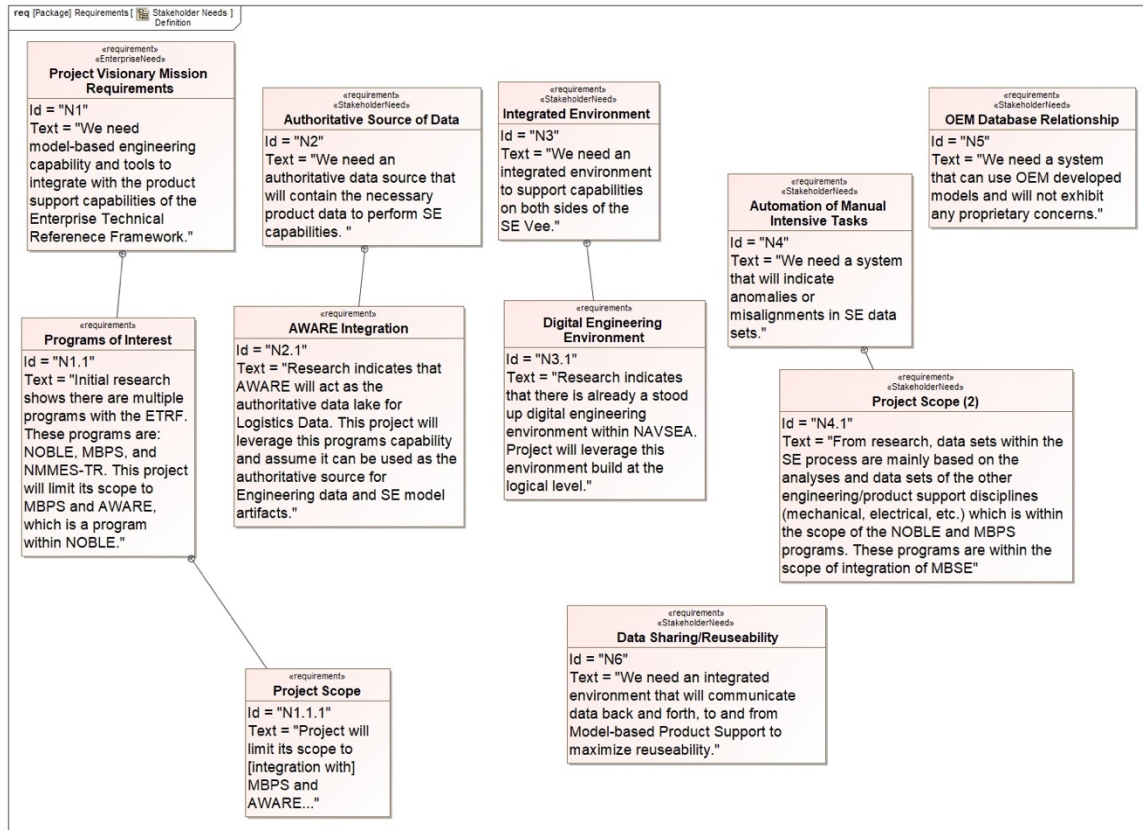 req [Package] Requirements [ Stakeholder Needs Definition ]
«requirement»
«EnterpriseNeed»
Project Visionary Mission
Requirements
Id = "N1"
Text = "We need
model-based engineering
capability and tools to
integrate with the product
support capabilities of the
Enterprise Technical
Referenece Framework."
«requirement»
«StakeholderNeed»
Authoritative Source of Data
Id = "N2"
Text = "We need an
authoritative data source that
will contain the necessary
product data to perform SE
capabilities. "
«requirement»
«StakeholderNeed»
Integrated Environment
Id = "N3"
Text = "We need an
integrated environment
to support capabilities
on both sides of the
SE Vee."
«requirement»
«StakeholderNeed»
Automation of Manual
Intensive Tasks
Id = "N4"
Text = "We need a system
that will indicate
anomalies or
misalignments in SE data
sets."
«requirement»
«StakeholderNeed»
OEM Database Relationship
Id = "N5"
Text = "We need a system
that can use OEM developed
models and will not exhibit
any proprietary concerns."
«requirement»
Programs of Interest
Id = "N1.1"
Text = "Initial research
shows there are multiple
programs with the ETRF.
These programs are:
NOBLE, MBPS, and
NMMES-TR. This project
will limit its scope to
MBPS and AWARE,
which is a program
within NOBLE."
«requirement»
AWARE Integration
Id = "N2.1"
Text = "Research indicates that
AWARE will act as the
authoritative data lake for
Logistics Data. This project will
leverage this programs capability
and assume it can be used as the
authoritative source for
Engineering data and SE model
artifacts."
«requirement»
Digital Engineering
Environment
Id = "N3.1"
Text = "Research indicates
that there is already a stood
up digital engineering
environment within NAVSEA.
Project will leverage this
environment build at the
logical level."
«requirement»
«StakeholderNeed»
Project Scope (2)
Id = "N4.1"
Text = "From research, data sets within the
SE process are mainly based on the
analyses and data sets of the other
engineering/product support disciplines
(mechanical, electrical, etc.) which is within
the scope of the NOBLE and MBPS
programs. These programs are within the
scope of integration of MBSE"
«requirement»
Project Scope
Id = "N1.1.1"
Text = "Project will
limit its scope to
[integration with]
MBPS and
AWARE..."
«requirement»
«StakeholderNeed»
Data Sharing/Reuseability
Id = "N6"
Text = "We need an integrated
environment that will communicate
data back and forth, to and from
Model-based Product Support to
maximize reuseability."